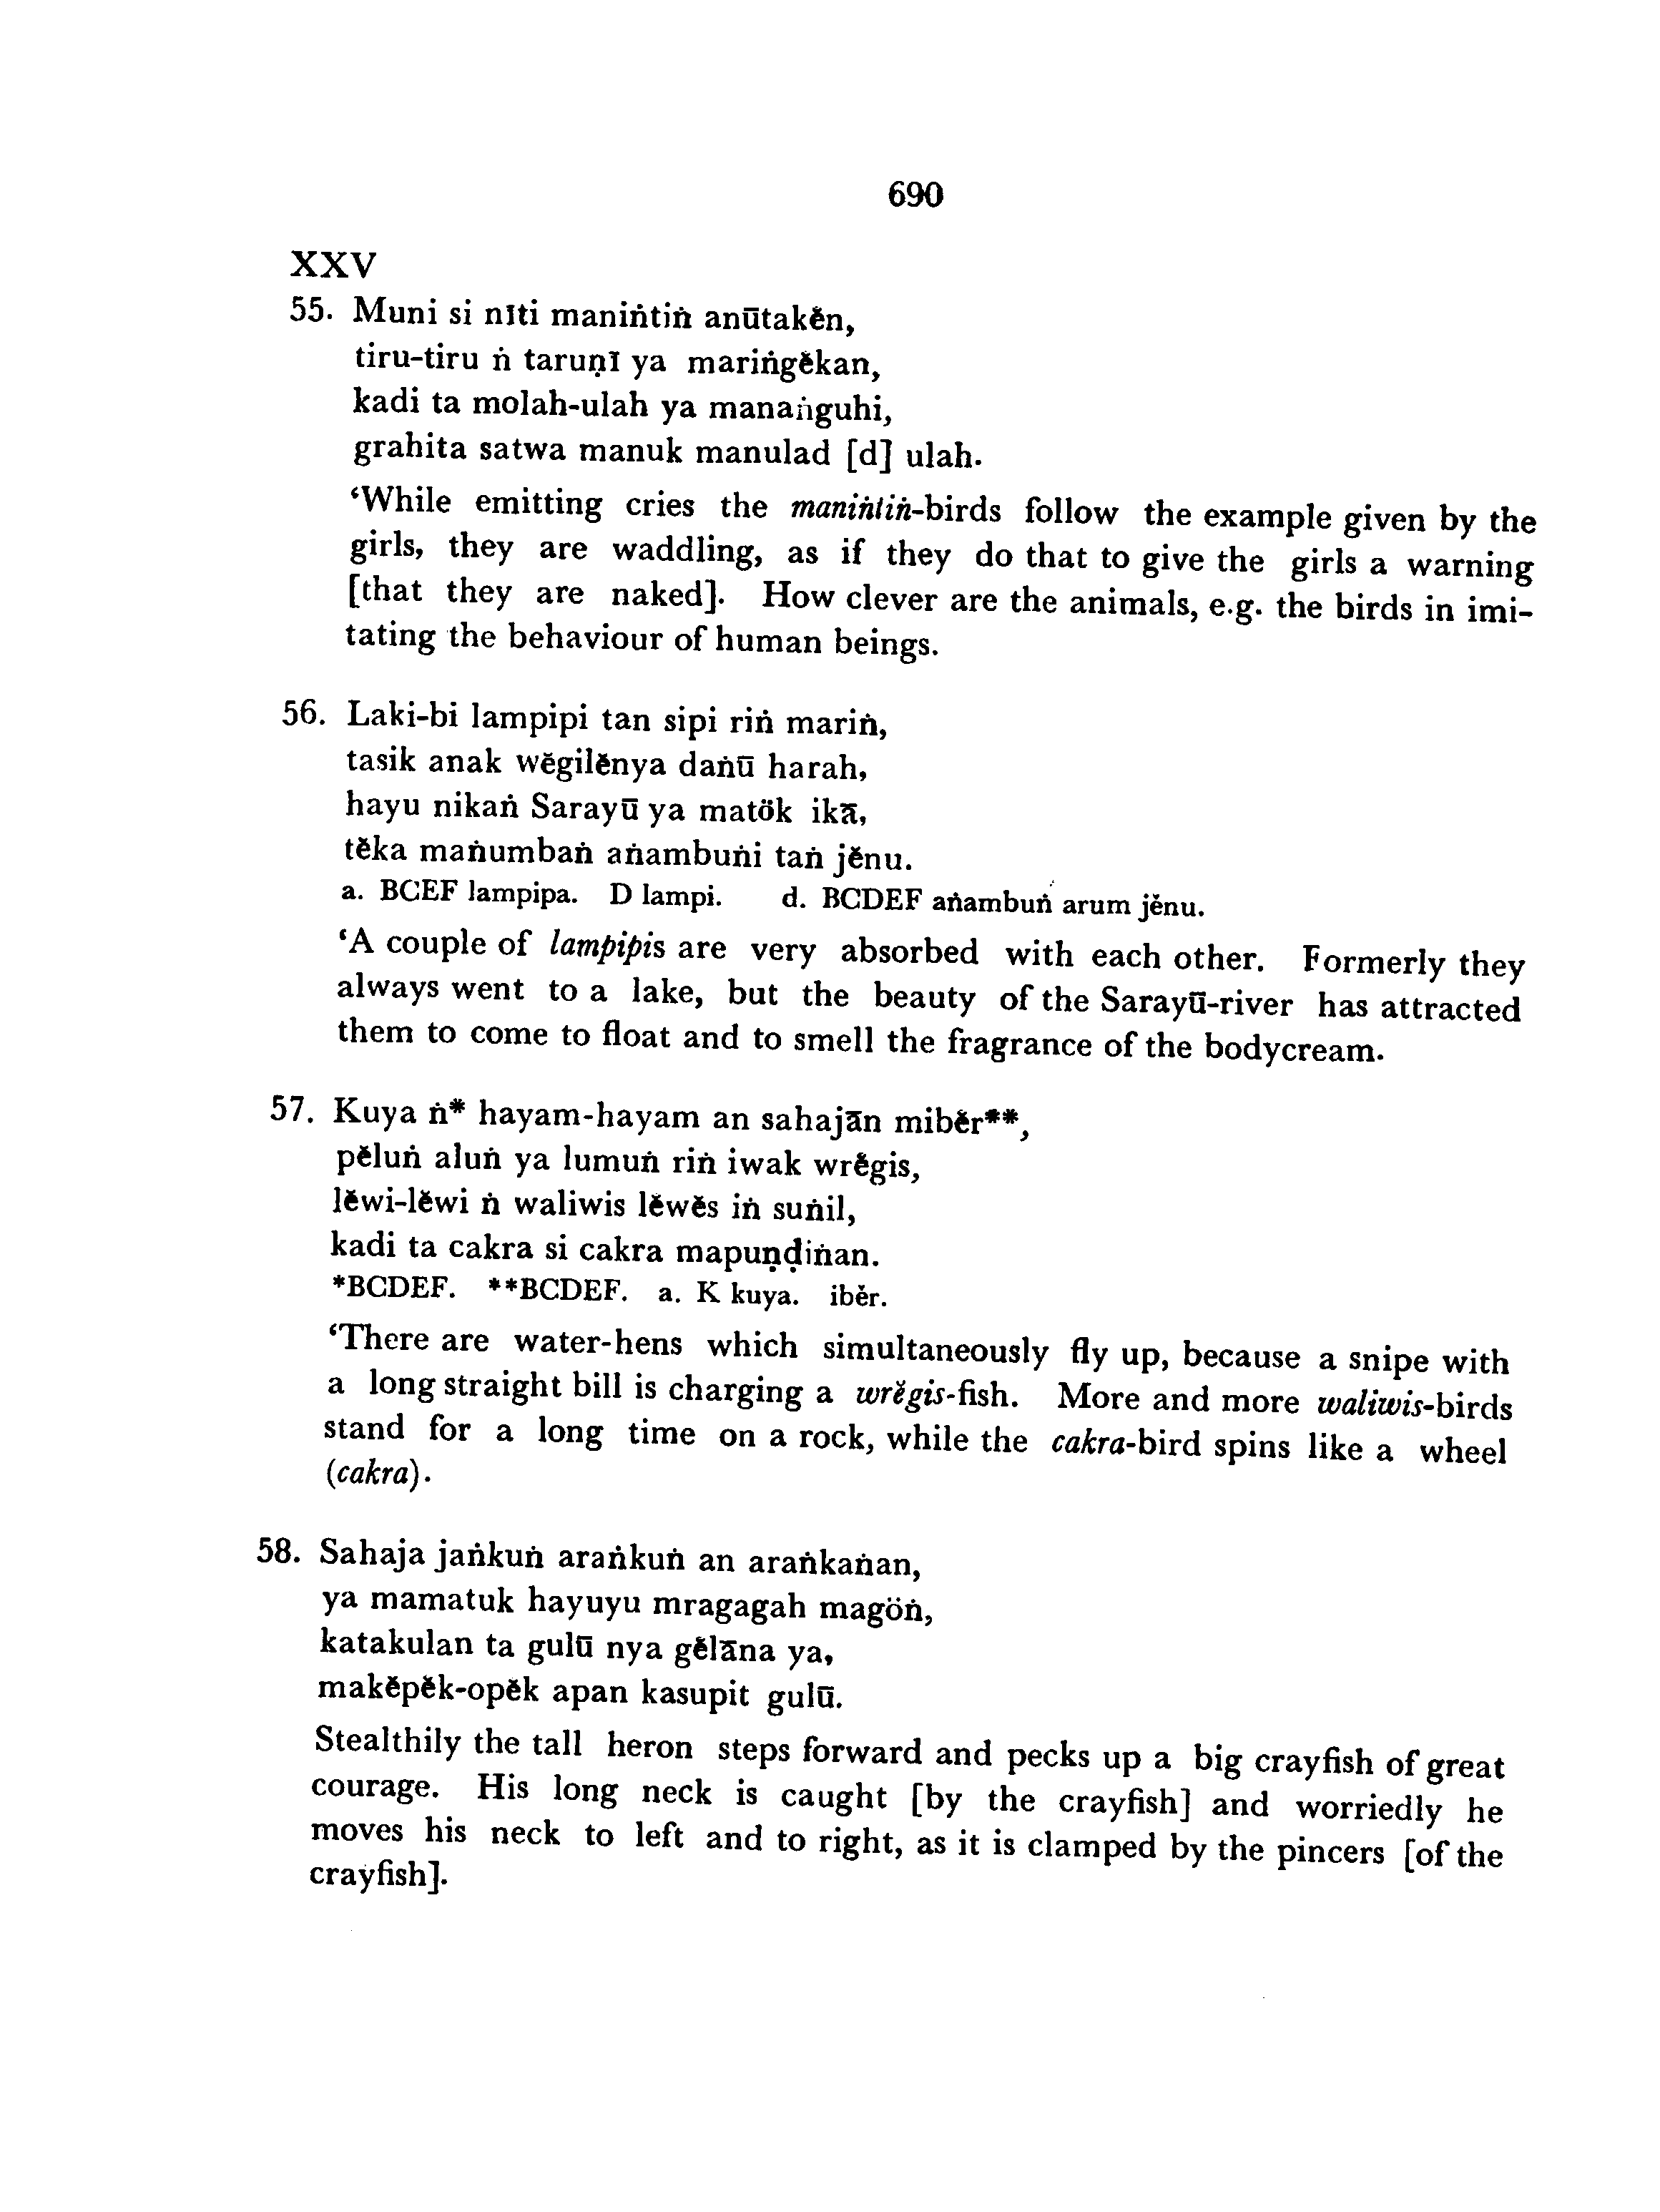 690
XXV
55. Muni si nīti maniṅtiṅ anūtakĕn,
tiru-tiru ṅ taruṇī ya mariṅgĕkan,
kadi ta molah-ulah ya manaṅguhi,
grahita satwa manuk manulad [d] ulah.
‘While emitting cries the maniṅtiṅ-birds follow the example given by the
girls, they are waddling, as if they do that to give the girls a warning
[that they are naked]. How clever are the animals, e.g. the birds in imi-
tating the behaviour of human beings.
56. Laki-bi lampipi tan sipi riṅ mariṅ,
tasik anak wĕgilĕnya daṅū harah,
hayu nikaṅ Sarayū ya matök ikā,
tĕka maṅumbaṅ aṅambuṅi taṅ jĕnu.
a. BCEF lampipa. D lampi. d. BCDEF aṅambuṅ arum jĕnu.
‘A couple of lampipis are very absorbed with each other. Formerly they
always went to a lake, but the beauty of the Sarayū-river has attracted
them to come to float and to smell the fragrance of the bodycream.
57. Kuya ṅ* hayam-hayam an sahajān mibĕr**,
pĕluṅ aluṅ ya lumuṅ riṅ iwak wrĕgis,
lĕwi-lĕwi ṅ waliwis lĕwĕs iṅ suṅil,
kadi ta cakra si cakra mapuṇḍiṅan.
*BCDEF. **BCDEF. a. K kuya. ibĕr.
‘There are water-hens which simultaneously fly up, because a snipe with
a long straight bill is charging a wrĕgis-fish. More and more waliwis-birds
stand for a long time on a rock, while the cakra-bird spins like a wheel
(cakra).
58. Sahaja jaṅkuṅ araṅkuṅ an araṅkaṅan,
ya mamatuk hayuyu mragagah magöṅ,
katakulan ta gulū nya gĕlāna ya,
makĕpĕk-opĕk apan kasupit gulū.
Stealthily the tall heron steps forward and pecks up a big crayfish of great
courage. His long neck is caught [by the crayfish] and worriedly he
moves his neck to left and to right, as it is clamped by the pincers [of the
crayfish].